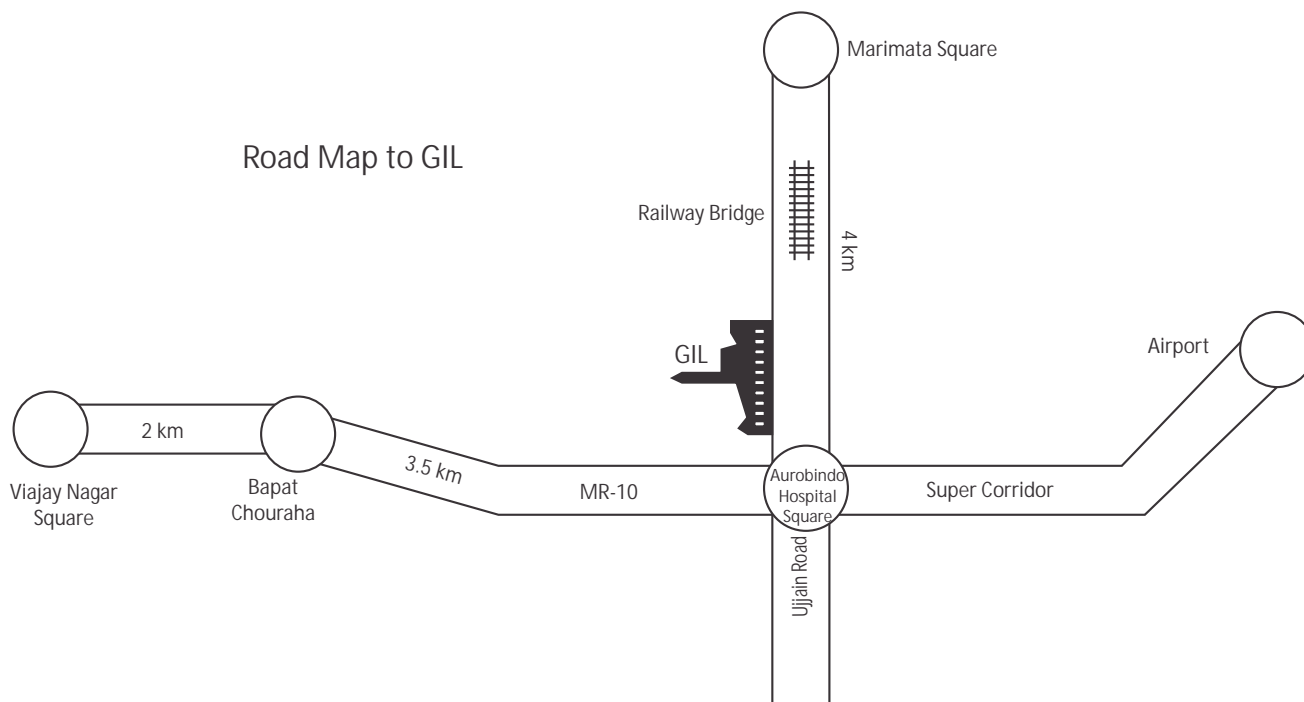 Marimata Square
Road Map to GIL
Railway Bridge
4 km
GIL
Airport
2 km
3.5 km
Viajay Nagar
Square
Bapat
Chouraha
MR-10
Aurobindo
Hospital
Square
Super Corridor
Ujjain Road